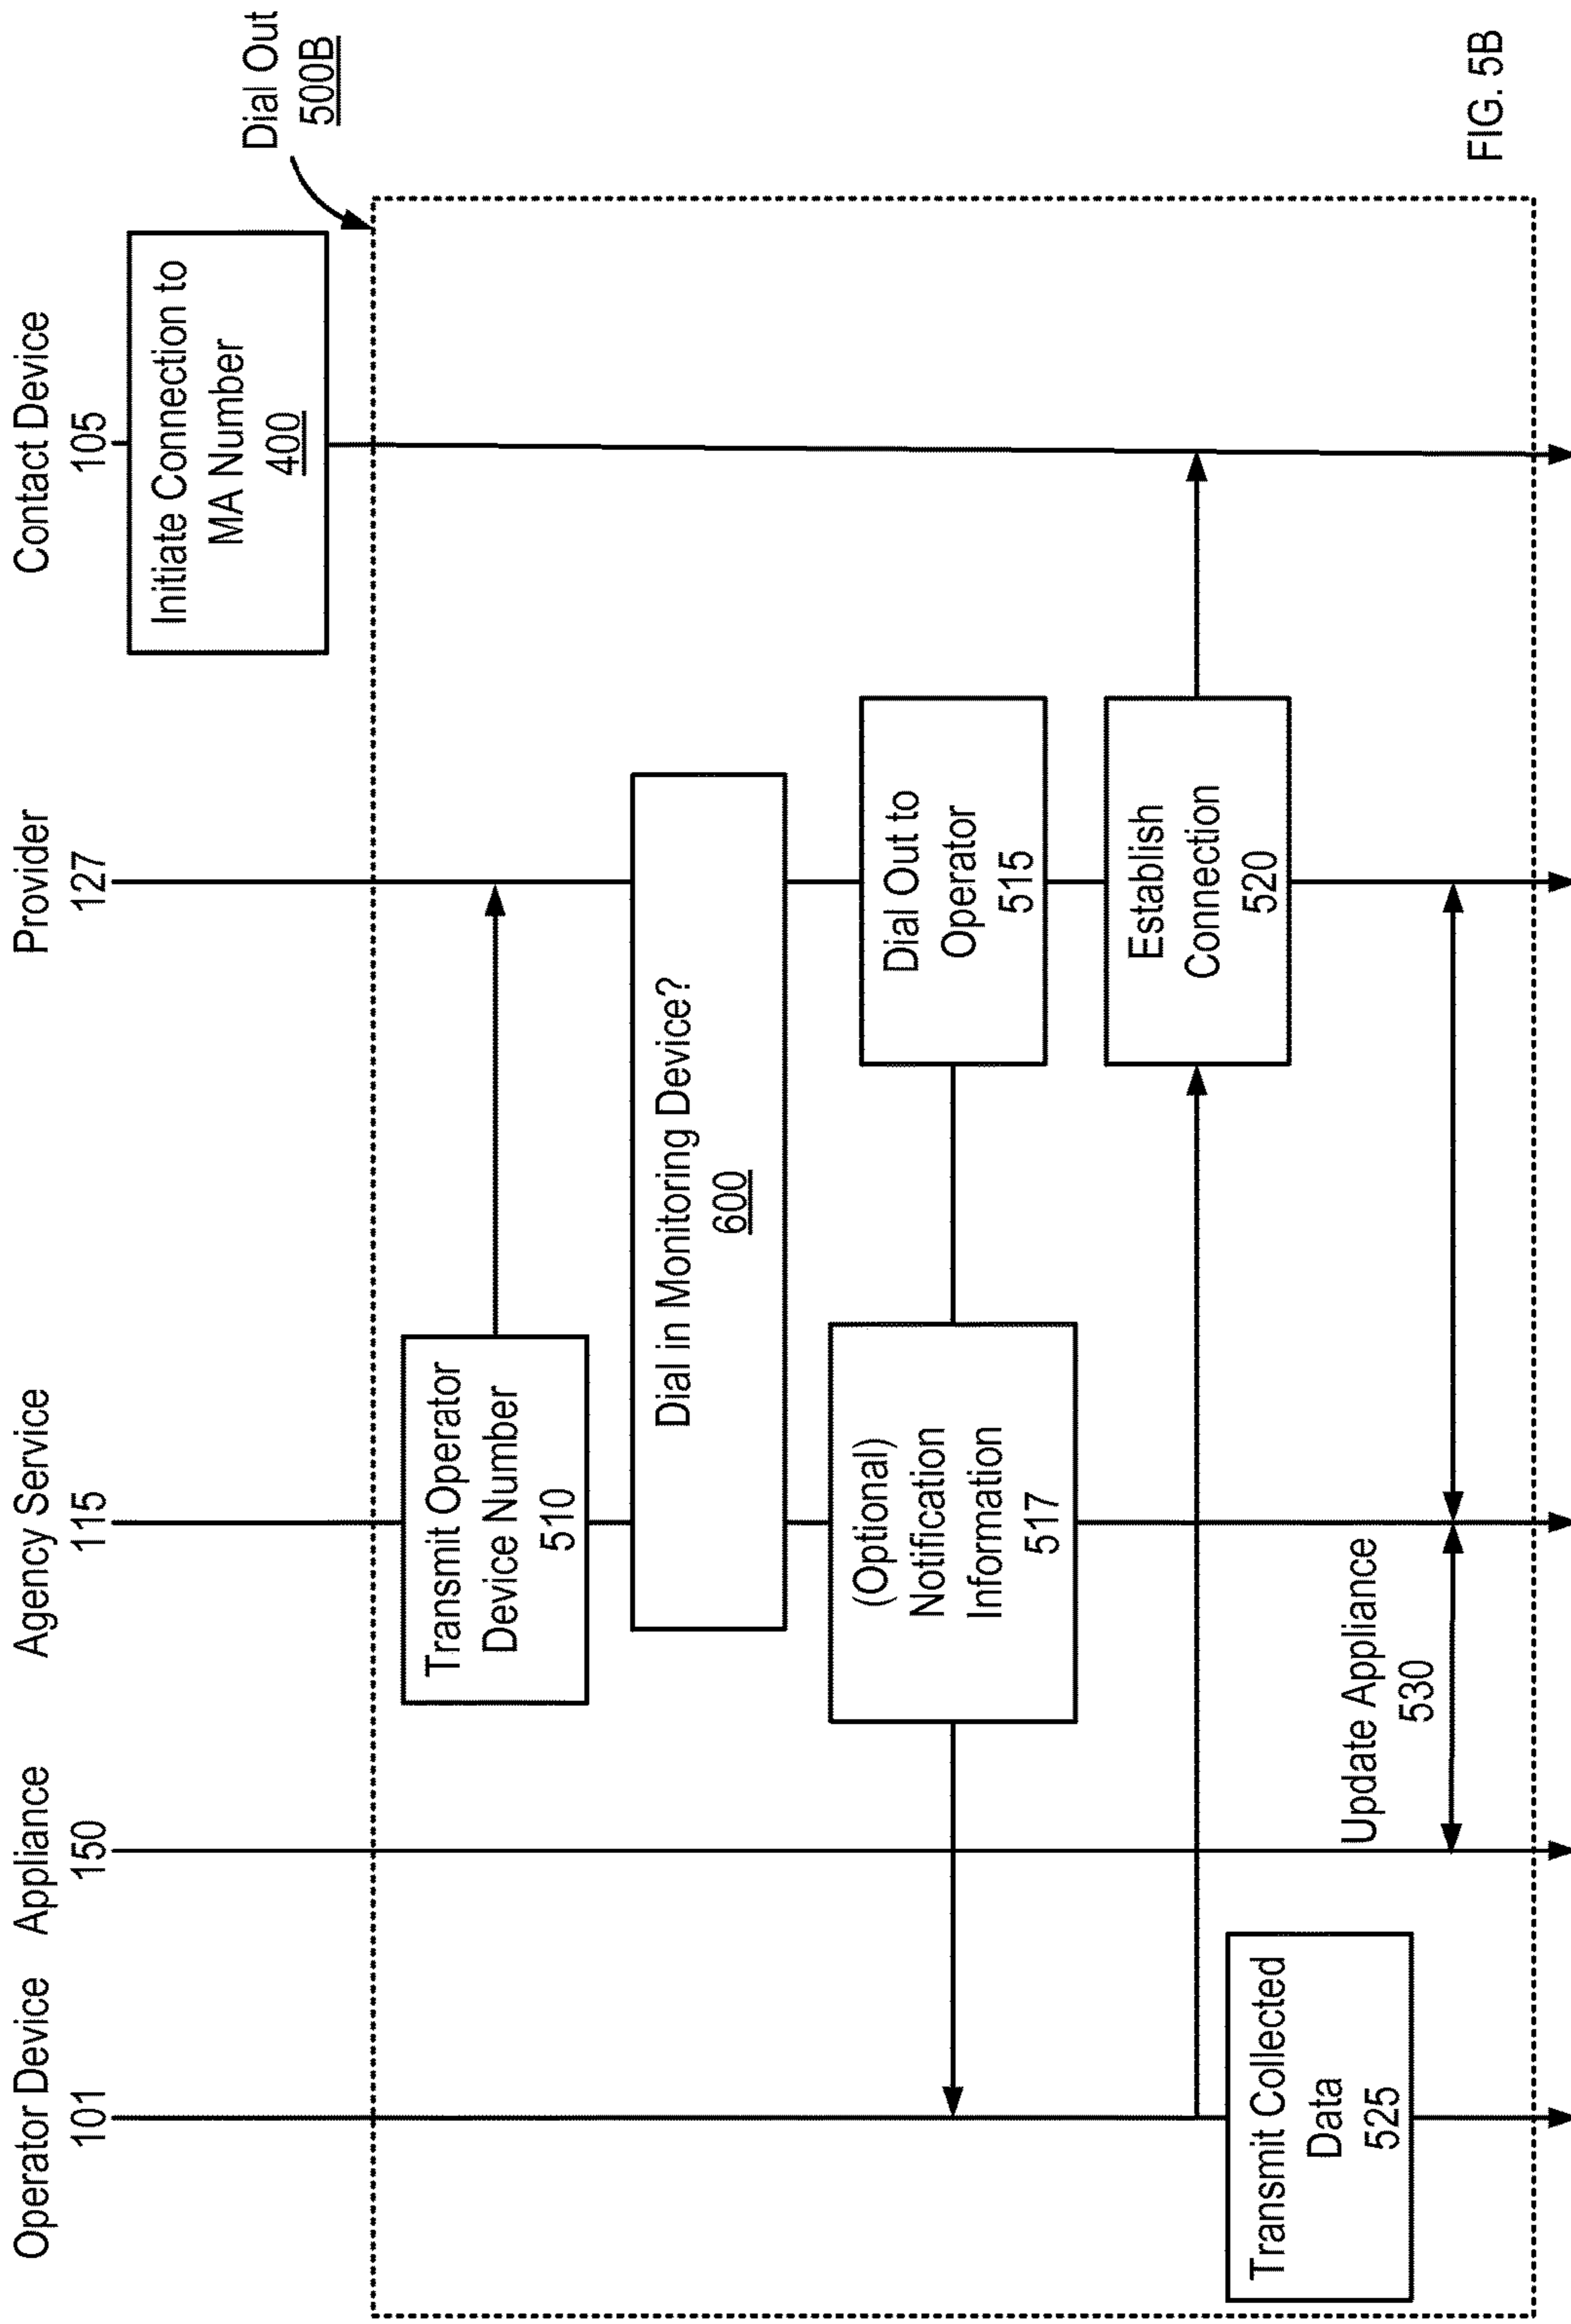 Operator Device
101
Appliance
150
Agency Service
115
Provider
127
Contact Device
105
Initiate Connection to
MA Number
400
Dial Out
500B
Transmit Operator
Device Number
510
Dial in Monitoring Device?
600
(Optional)
Notification
Information
517
Dial Out to
Operator
515
Establish
Connection
520
Transmit Collected
Data
525
Update Appliance
530
FIG. 5B